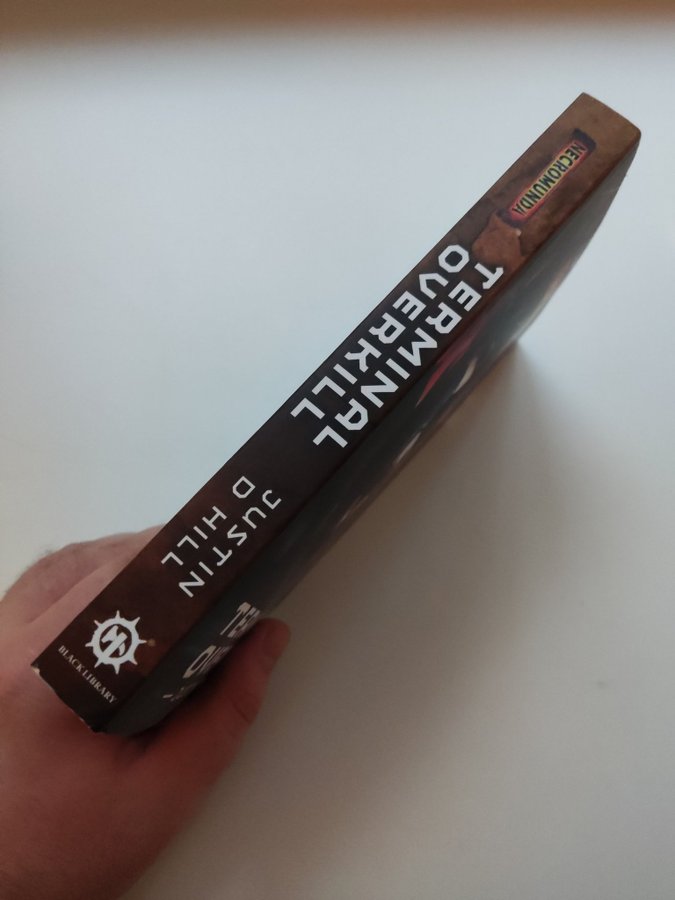 NECROMUNDA
TERMINAL
OVERKILL
JUSTIN
D HILL
BLACK LIBRARY